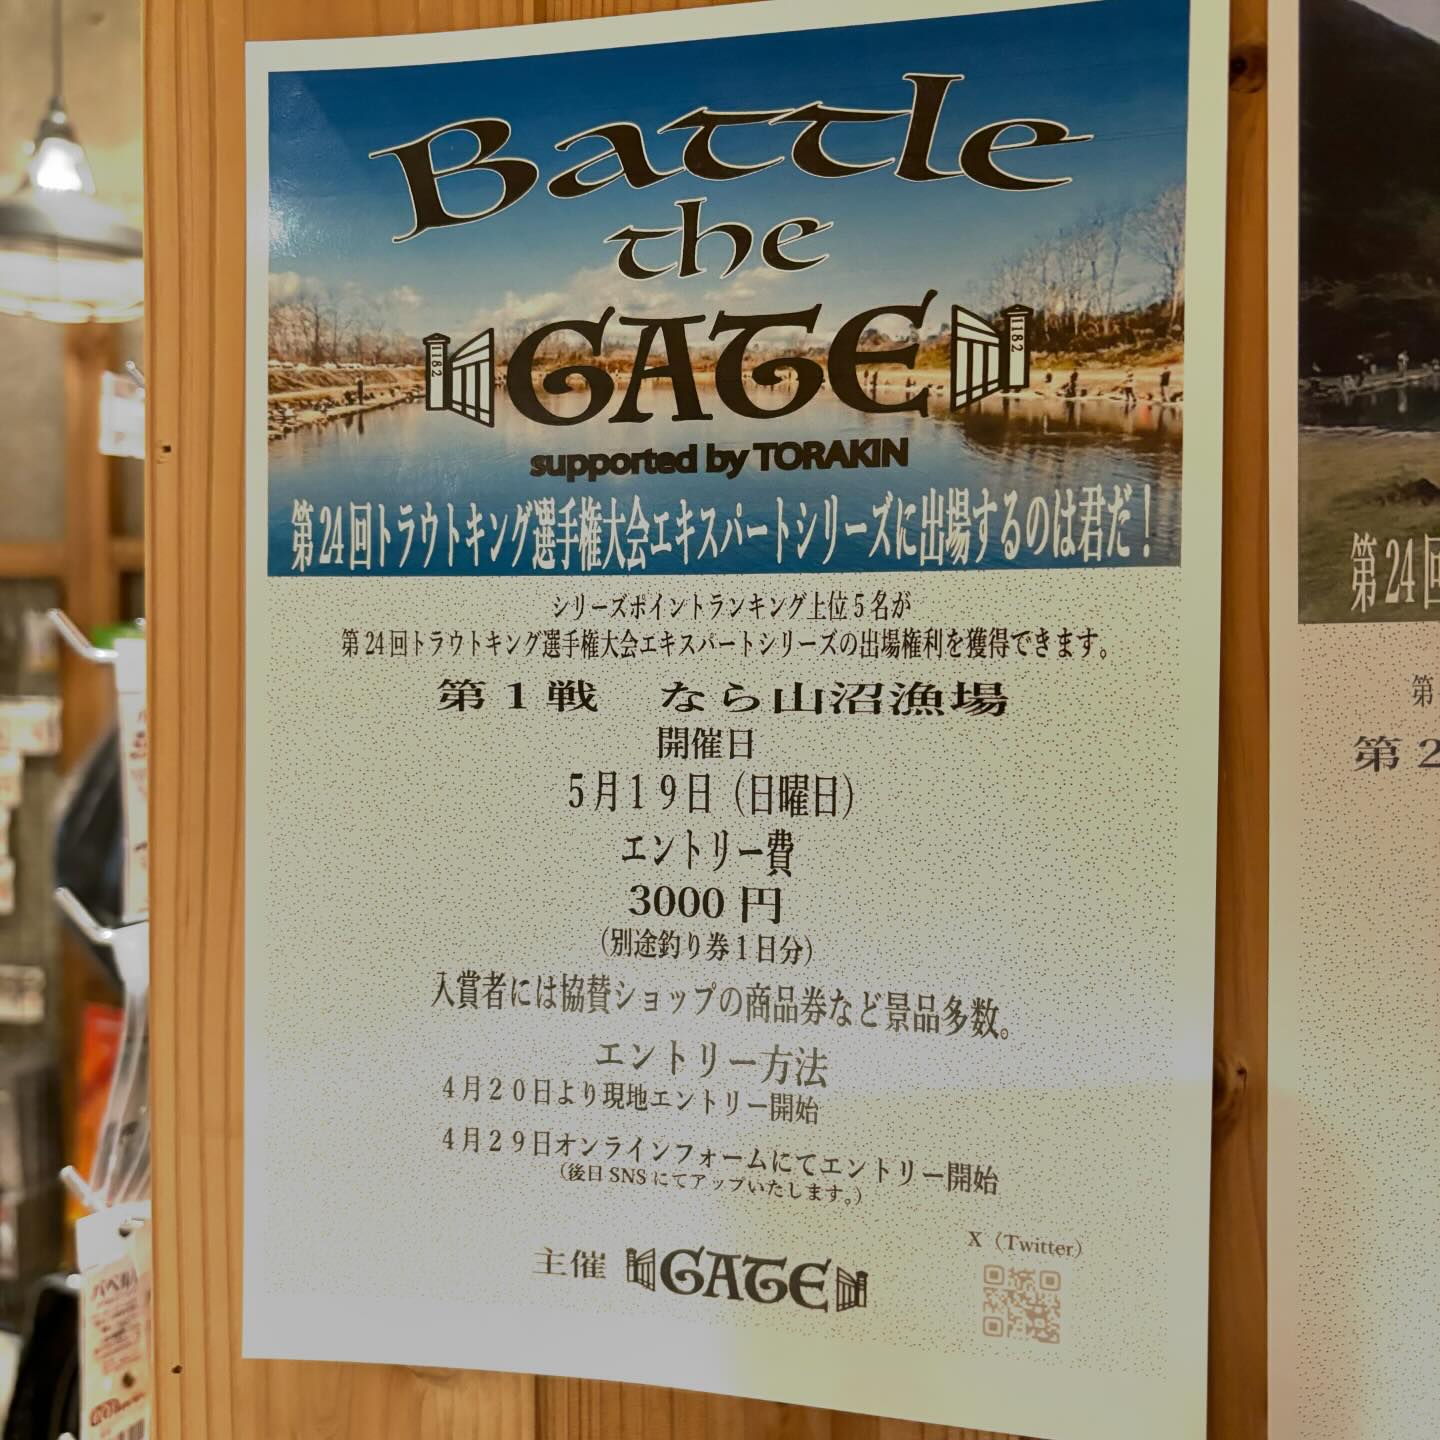 Battle
the
1182 GATE 1182
supported by TORAKIN
第24回トラウトキング選手権大会エキスパートシリーズに出場するのは君だ！
シリーズポイントランキング上位5名が
第24回トラウトキング選手権大会エキスパートシリーズの出場権利を獲得できます。
第１戦　なら山沼漁場
開催日
5月１９日（日曜日）
エントリー費
3000円
（別途釣り券１日分）
入賞者には協賛ショップの商品券など景品多数。
エントリー方法
４月２０日より現地エントリー開始
４月２９日オンラインフォームにてエントリー開始
（後日SNSにてアップいたします。）
主催 GATE
X（Twitter）
第24回
第
第2